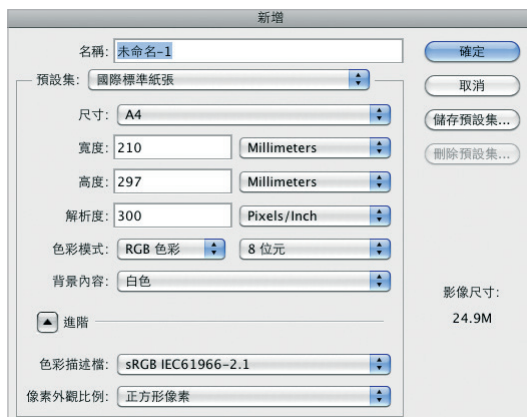 新增
名稱: 未命名-1
確定
預設集: 國際標準紙張
取消
尺寸: A4
儲存預設集...
寬度: 210 Millimeters
刪除預設集...
高度: 297 Millimeters
解析度: 300 Pixels/Inch
色彩模式: RGB 色彩 8 位元
背景內容: 白色
影像尺寸:
進階
24.9M
色彩描述檔: sRGB IEC61966-2.1
像素外觀比例: 正方形像素